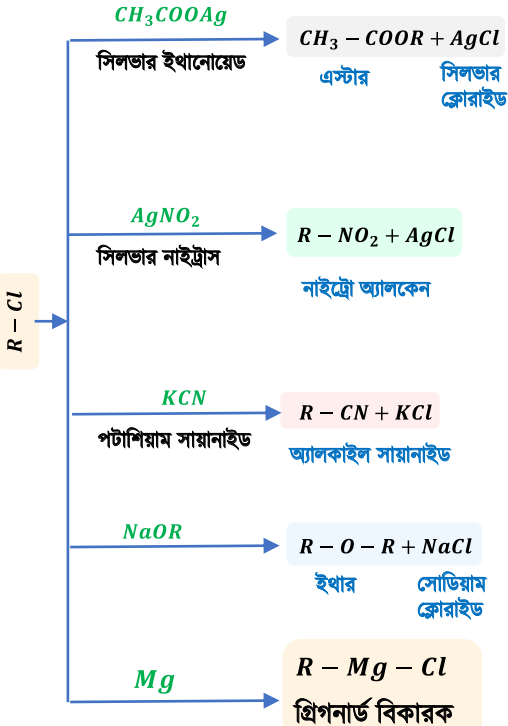 CH₃COOAg
CH₃ − COOR + AgCl
সিলভার ইথানোয়েড
এস্টার
সিলভার
ক্লোরাইড
AgNO₂
R − NO₂ + AgCl
সিলভার নাইট্রাস
নাইট্রো অ্যালকেন
R − Cl
KCN
R − CN + KCl
পটাশিয়াম সায়ানাইড
অ্যালকাইল সায়ানাইড
NaOR
R − O − R + NaCl
ইথার
সোডিয়াম
ক্লোরাইড
Mg
R − Mg − Cl
গ্রিগনার্ড বিকারক